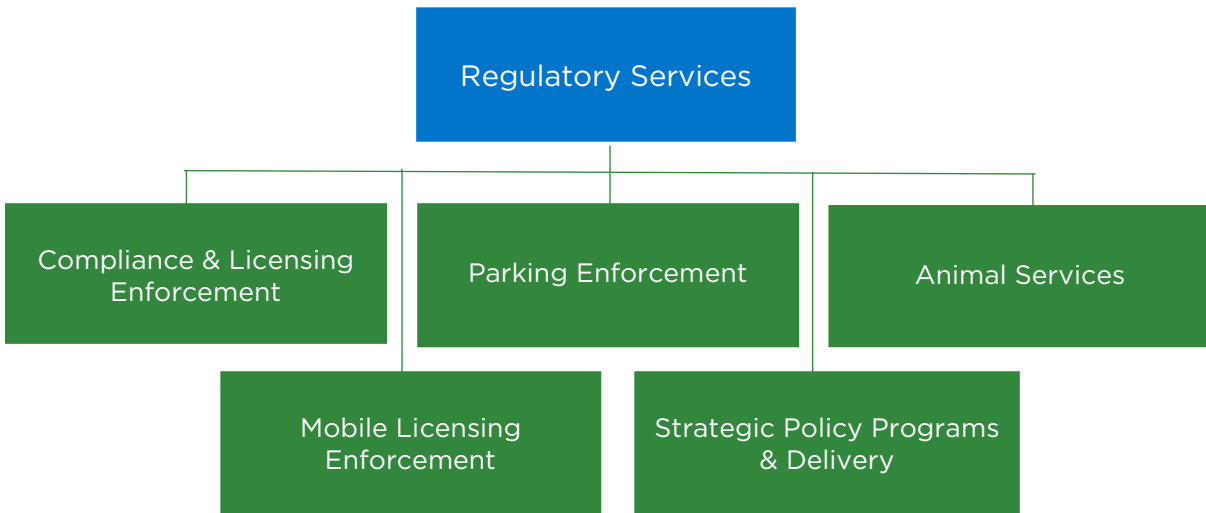 Regulatory Services
Compliance & Licensing
Enforcement
Parking Enforcement
Animal Services
Mobile Licensing
Enforcement
Strategic Policy Programs
& Delivery